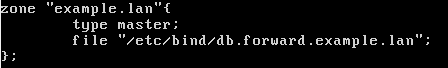 zone "example.lan"{
        type master;
        file "/etc/bind/db.forward.example.lan";
};